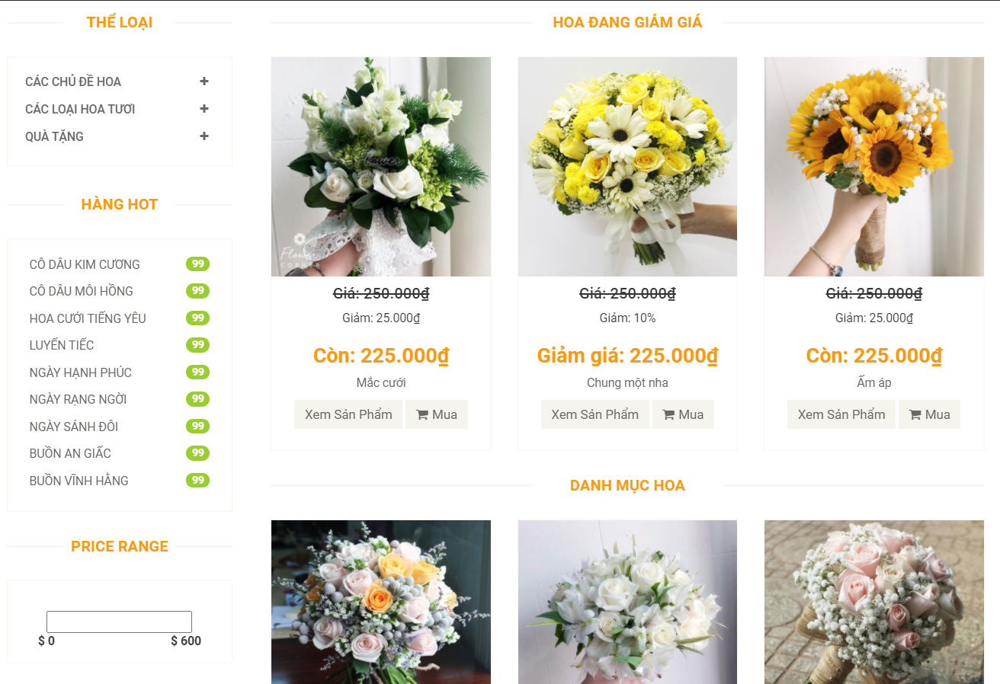 THỂ LOẠI
CÁC CHỦ ĐỀ HOA
CÁC LOẠI HOA TƯƠI
QUÀ TẶNG
HÀNG HOT
CÔ DÂU KIM CƯƠNG 99
CÔ DÂU MÔI HỒNG 99
HOA CƯỚI TIẾNG YÊU 99
LUYẾN TIẾC 99
NGÀY HẠNH PHÚC 99
NGÀY RẠNG NGỜI 99
NGÀY SÁNH ĐÔI 99
BUỒN AN GIẤC 99
BUỒN VĨNH HẰNG 99
PRICE RANGE
$ 0 $ 600
HOA ĐANG GIẢM GIÁ
Flower
CORNER
Giá: 250.000₫
Giảm: 25.000₫
Còn: 225.000₫
Mắc cưới
Xem Sản Phẩm Mua
Giá: 250.000₫
Giảm: 10%
Giảm giá: 225.000₫
Chung một nha
Xem Sản Phẩm Mua
Giá: 250.000₫
Giảm: 25.000₫
Còn: 225.000₫
Ấm áp
Xem Sản Phẩm Mua
DANH MỤC HOA